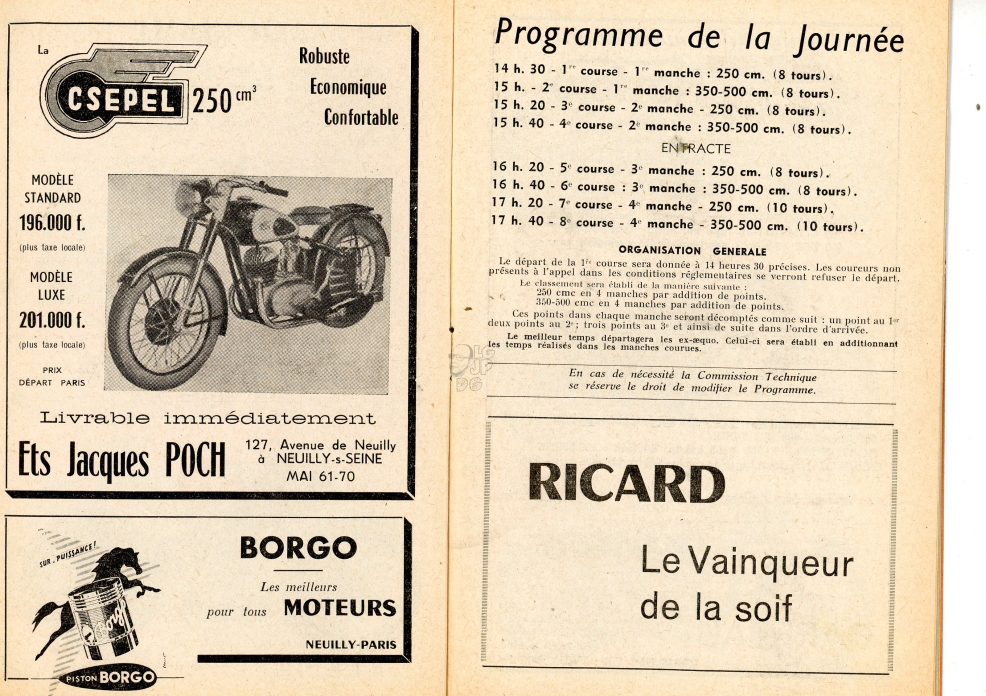 La
CSEPEL 250 cm³
Robuste
Economique
Confortable
MODÈLE
STANDARD
196.000 f.
(plus taxe locale)
MODÈLE
LUXE
201.000 f.
(plus taxe locale)
PRIX
DÉPART PARIS
Livrable immédiatement
Ets Jacques POCH
127, Avenue de Neuilly
à NEUILLY-s-SEINE
MAI 61-70
SUR.PUISSANCE!
PISTON BORGO
BORGO
Les meilleurs
pour tous MOTEURS
NEUILLY-PARIS
Programme de la Journée
14 h. 30 - 1re course - 1re manche : 250 cm. (8 tours).
15 h. - 2e course - 1re manche : 350-500 cm. (8 tours).
15 h. 20 - 3e course - 2e manche - 250 cm. (8 tours).
15 h. 40 - 4e course - 2e manche : 350-500 cm. (8 tours).
ENTRACTE
16 h. 20 - 5e course - 3e manche : 250 cm. (8 tours).
16 h. 40 - 6e course : 3e manche : 350-500 cm. (8 tours).
17 h. 20 - 7e course - 4e manche - 250 cm. (10 tours).
17 h. 40 - 8e course - 4e manche - 350-500 cm. (10 tours).
ORGANISATION GENERALE
Le départ de la 1re course sera donnée à 14 heures 30 précises. Les coureurs non
présents à l'appel dans les conditions réglementaires se verront refuser le départ.
Le classement sera établi de la manière suivante :
250 cmc en 4 manches par addition de points.
350-500 cmc en 4 manches par addition de points.
Ces points dans chaque manche seront décomptés comme suit : un point au 1er
deux points au 2e ; trois points au 3e et ainsi de suite dans l'ordre d'arrivée.
Le meilleur temps départagera les ex-æquo. Celui-ci sera établi en additionnant
les temps réalisés dans les manches courues.
En cas de nécessité la Commission Technique
se réserve le droit de modifier le Programme.
RICARD
Le Vainqueur
de la soif